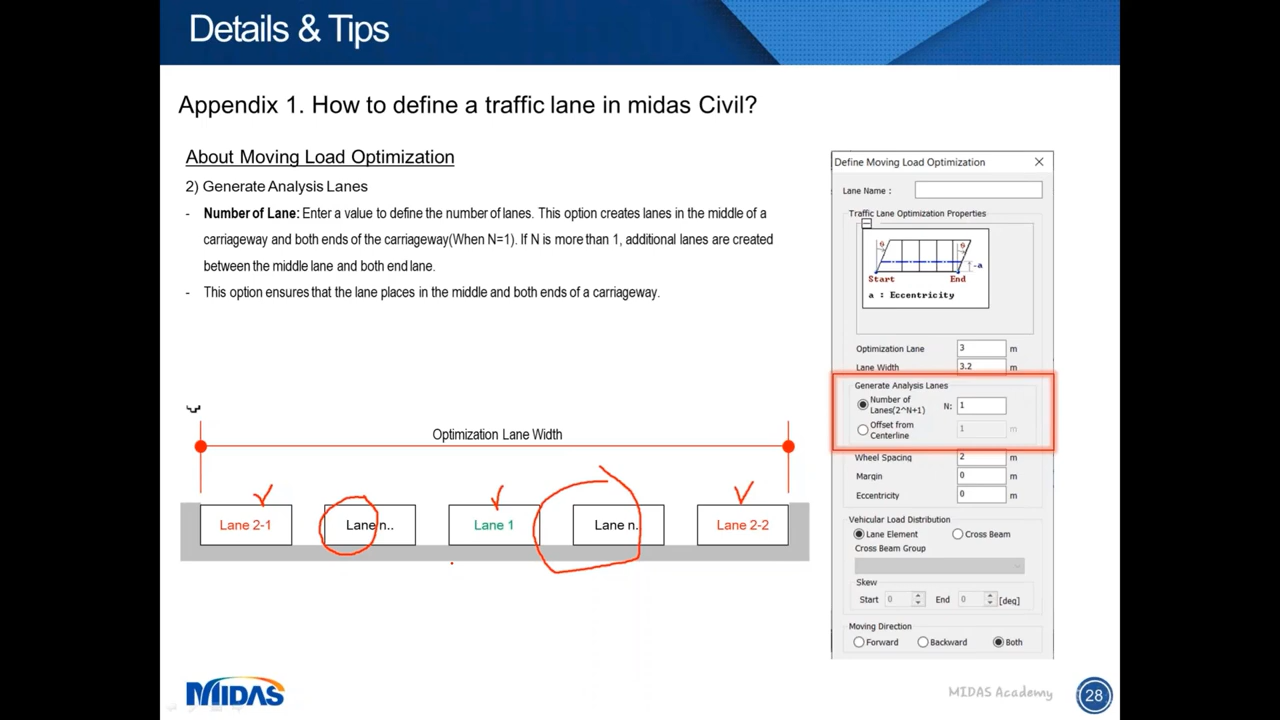 Details & Tips
Appendix 1. How to define a traffic lane in midas Civil?
About Moving Load Optimization
2) Generate Analysis Lanes
- Number of Lane: Enter a value to define the number of lanes. This option creates lanes in the middle of a
carriageway and both ends of the carriageway(When N=1). If N is more than 1, additional lanes are created
between the middle lane and both end lane.
- This option ensures that the lane places in the middle and both ends of a carriageway.
Optimization Lane Width
Lane 2-1
Lane n..
Lane 1
Lane n.
Lane 2-2
Define Moving Load Optimization
Lane Name :
Traffic Lane Optimization Properties
θ θ
-a
Start End
a : Eccentricity
Optimization Lane 3 m
Lane Width 3.2 m
Generate Analysis Lanes
Number of
Lanes(2^N+1) N: 1
Offset from
Centerline 1 m
Wheel Spacing 2 m
Margin 0 m
Eccentricity 0 m
Vehicular Load Distribution
Lane Element Cross Beam
Cross Beam Group
Skew
Start 0 End 0 [deg]
Moving Direction
Forward Backward Both
MIDAS
MIDAS Academy
28